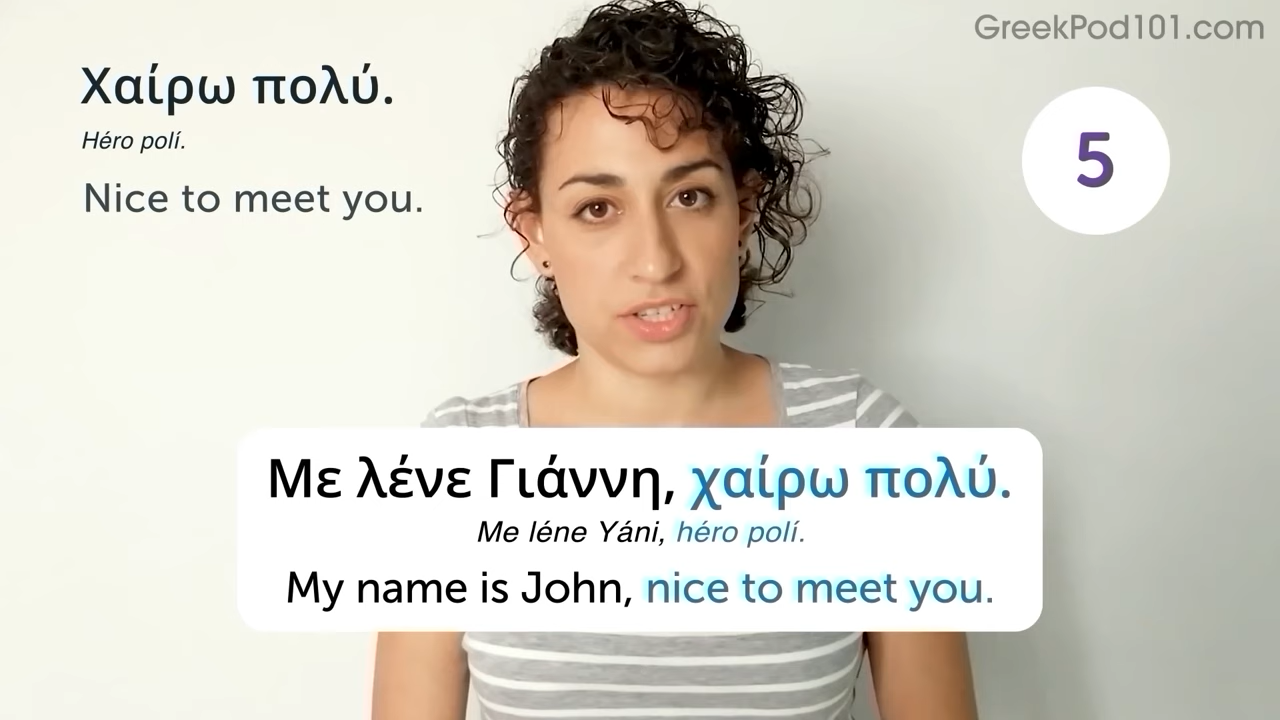 GreekPod101.com
Χαίρω πολύ.
Héro polí.
Nice to meet you.
5
Με λένε Γιάννη, χαίρω πολύ.
Me léne Yáni, héro polí.
My name is John, nice to meet you.